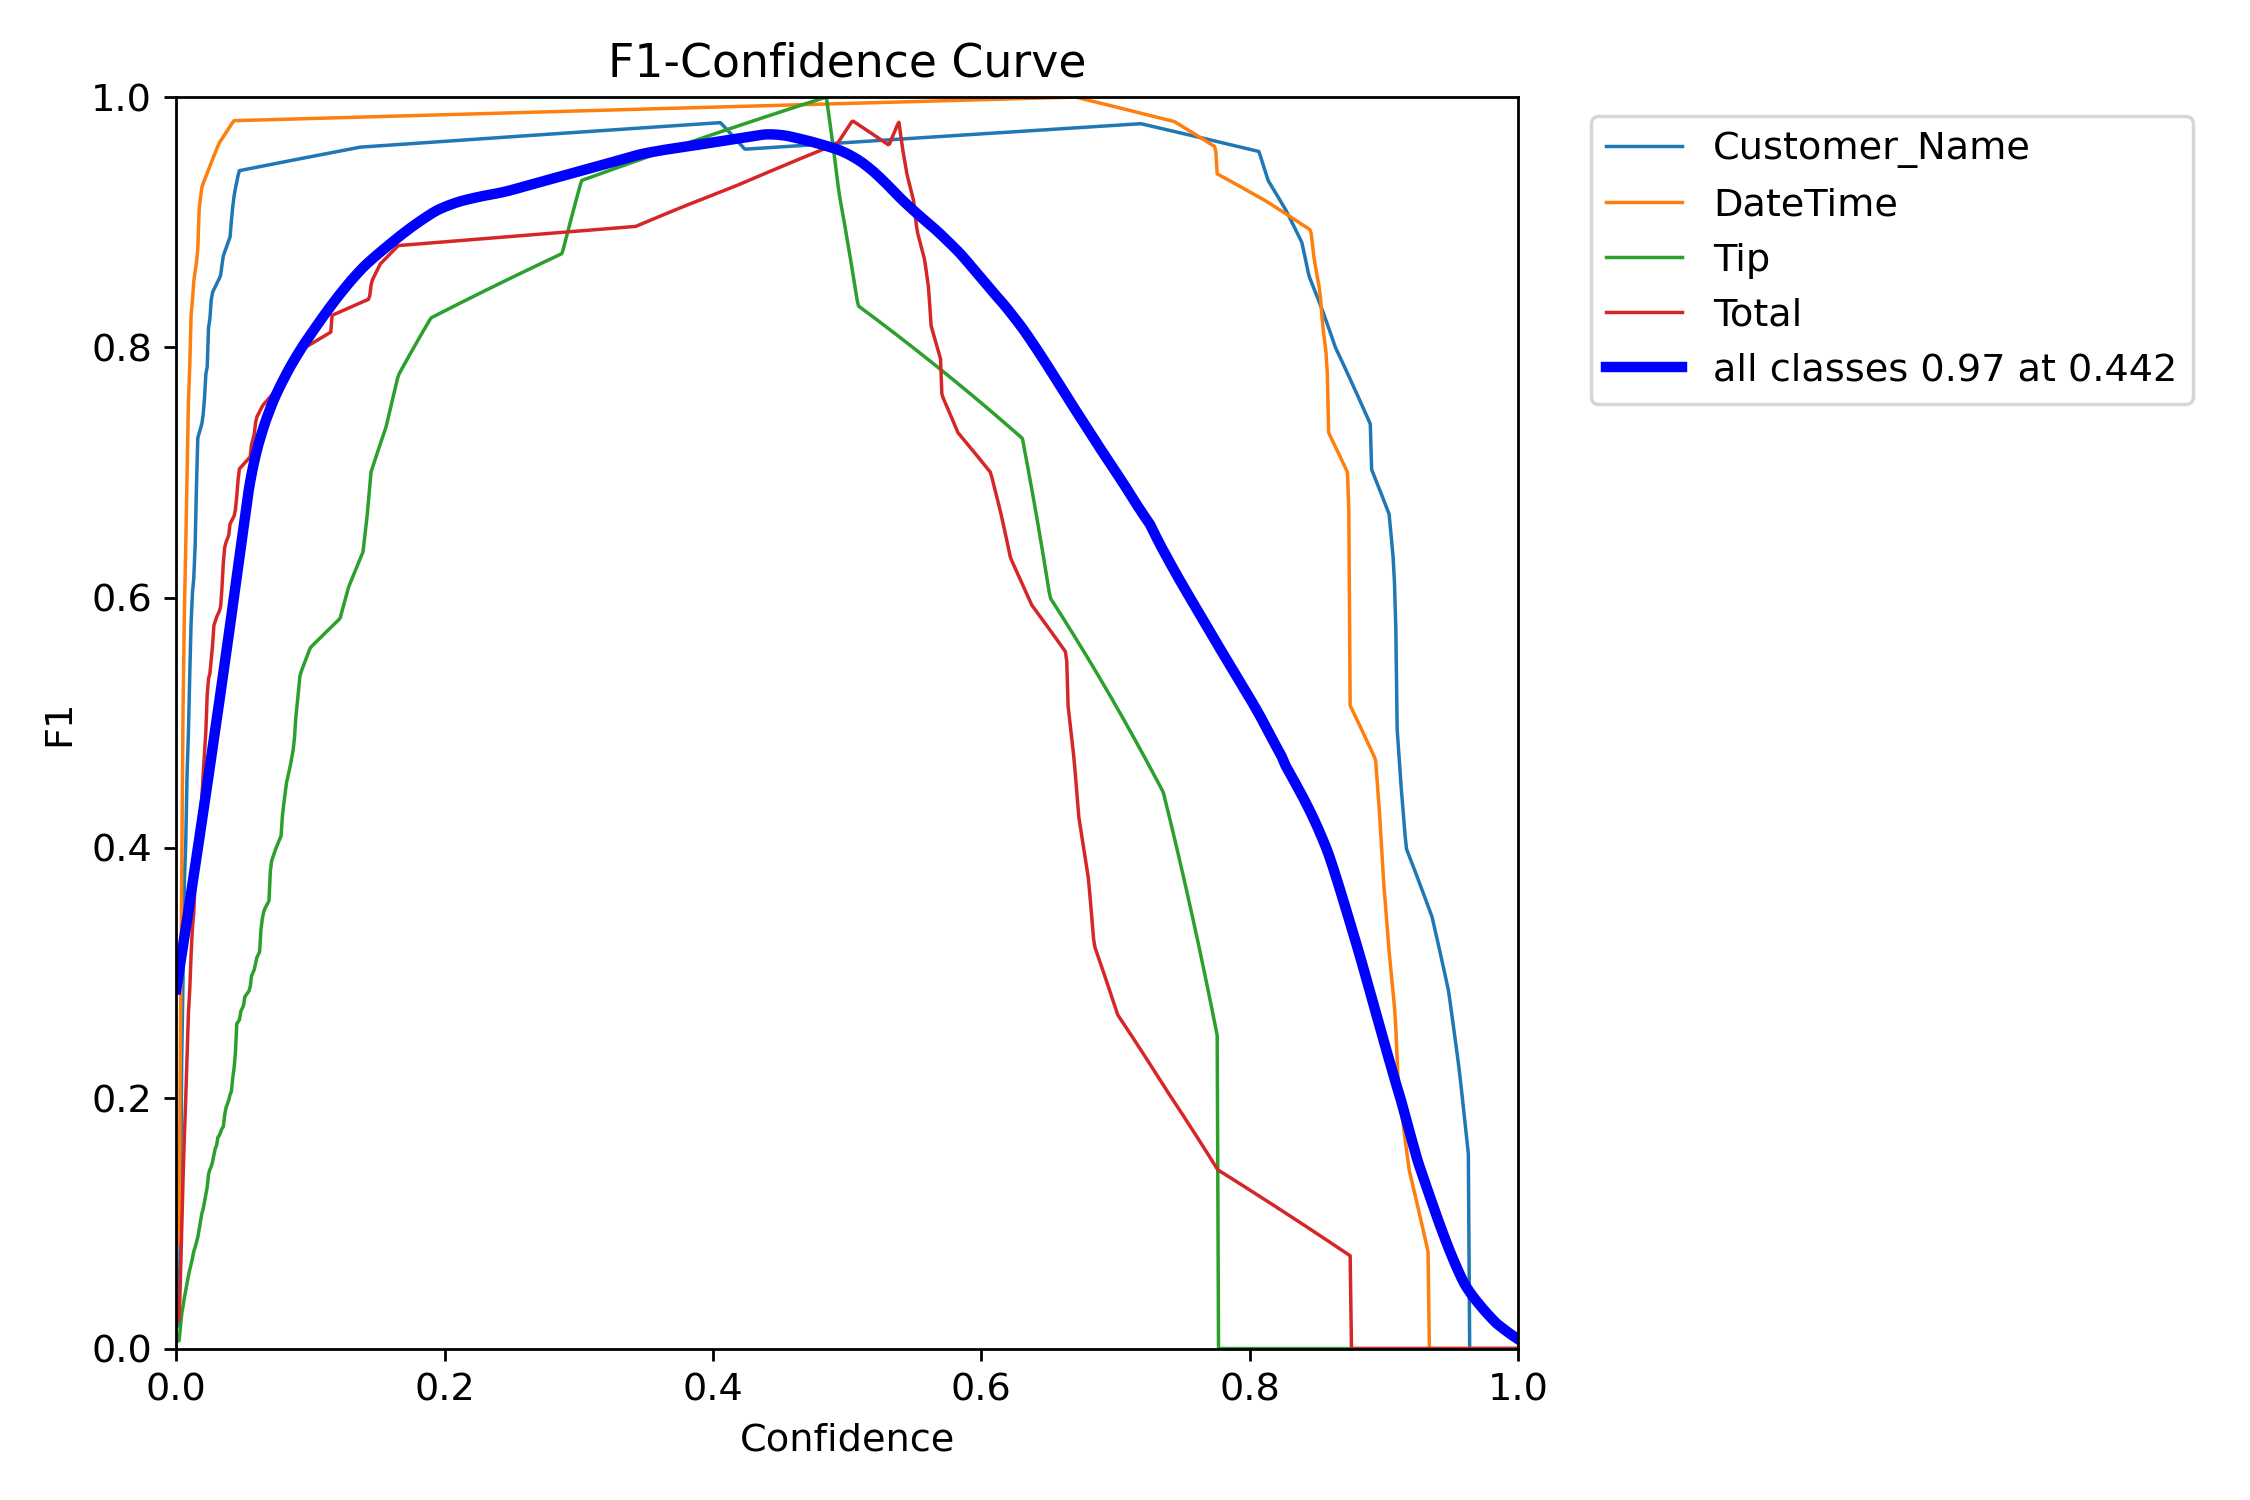 F1-Confidence Curve
1.0
0.8
0.6
0.4
0.2
0.0
F1
0.0 0.2 0.4 0.6 0.8 1.0
Confidence
Customer_Name
DateTime
Tip
Total
all classes 0.97 at 0.442